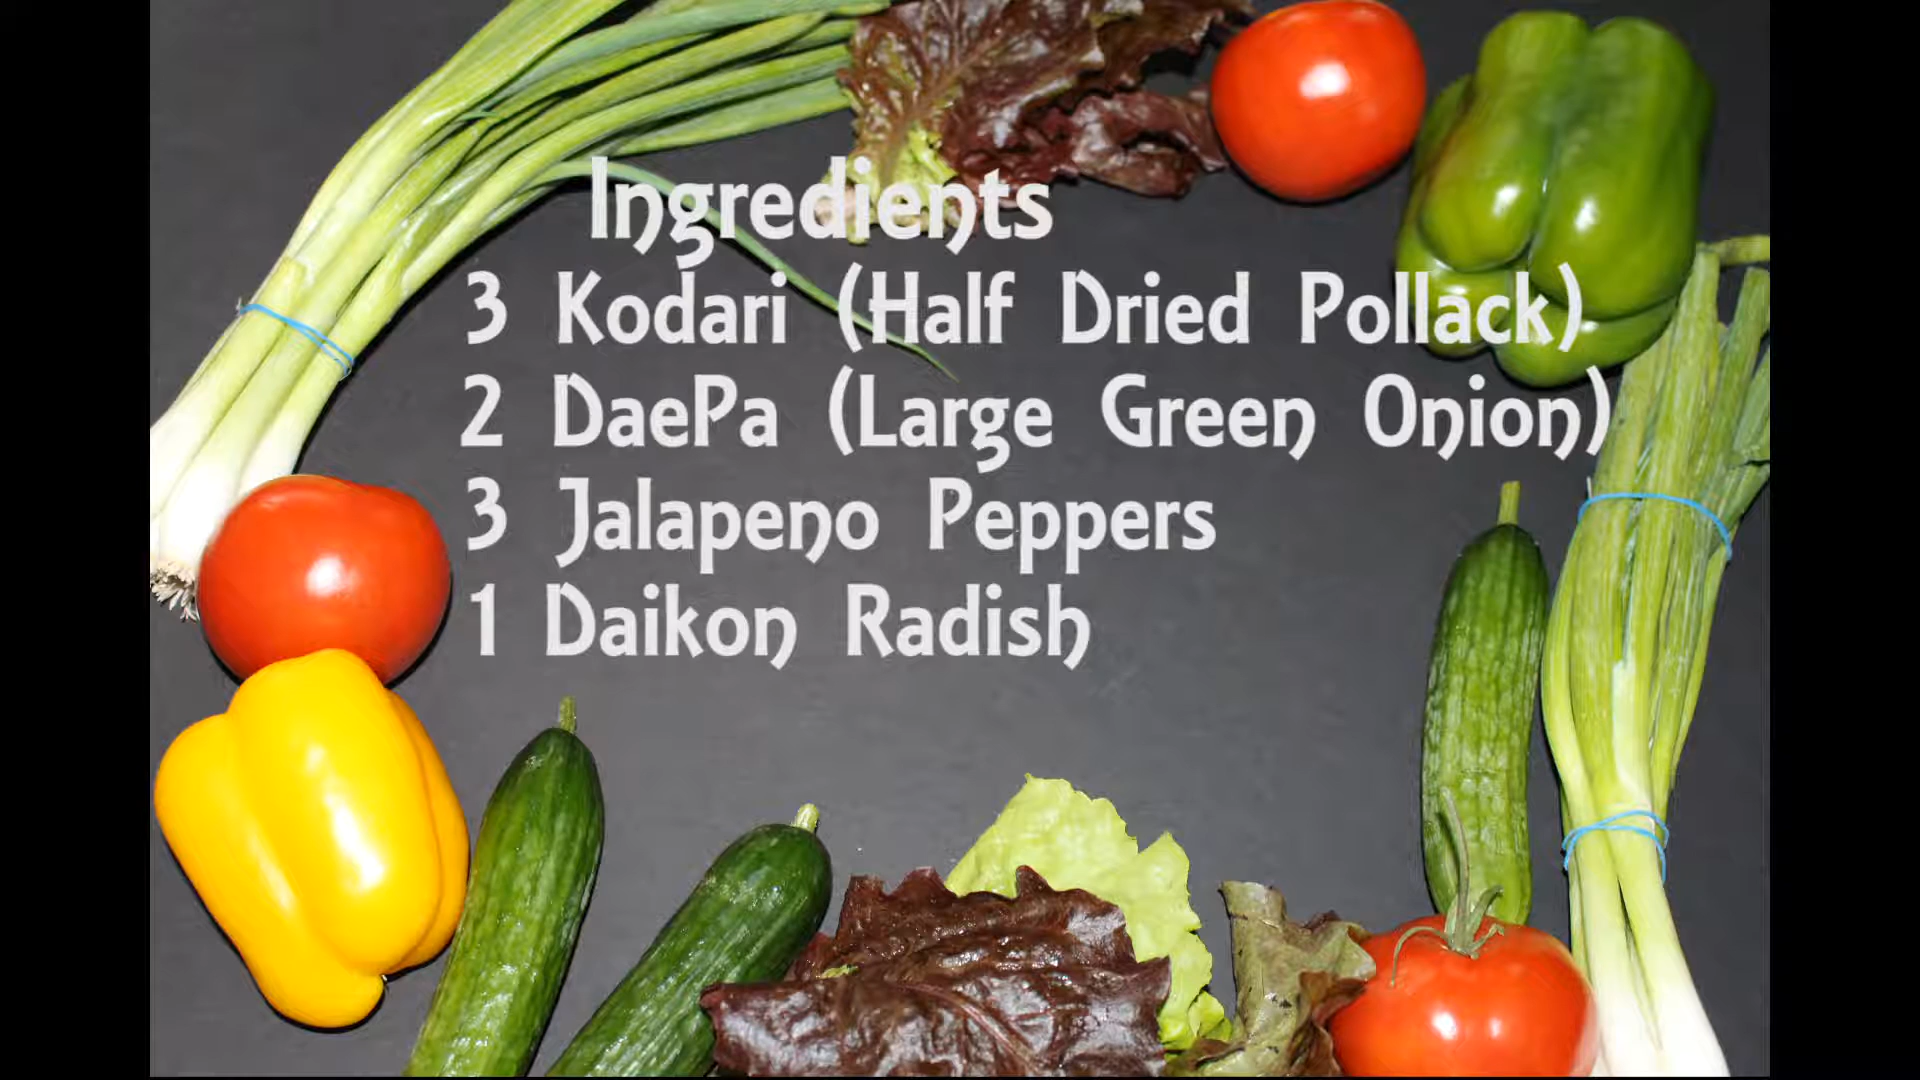 Ingredients
3 Kodari (Half Dried Pollack)
2 DaePa (Large Green Onion)
3 Jalapeno Peppers
1 Daikon Radish